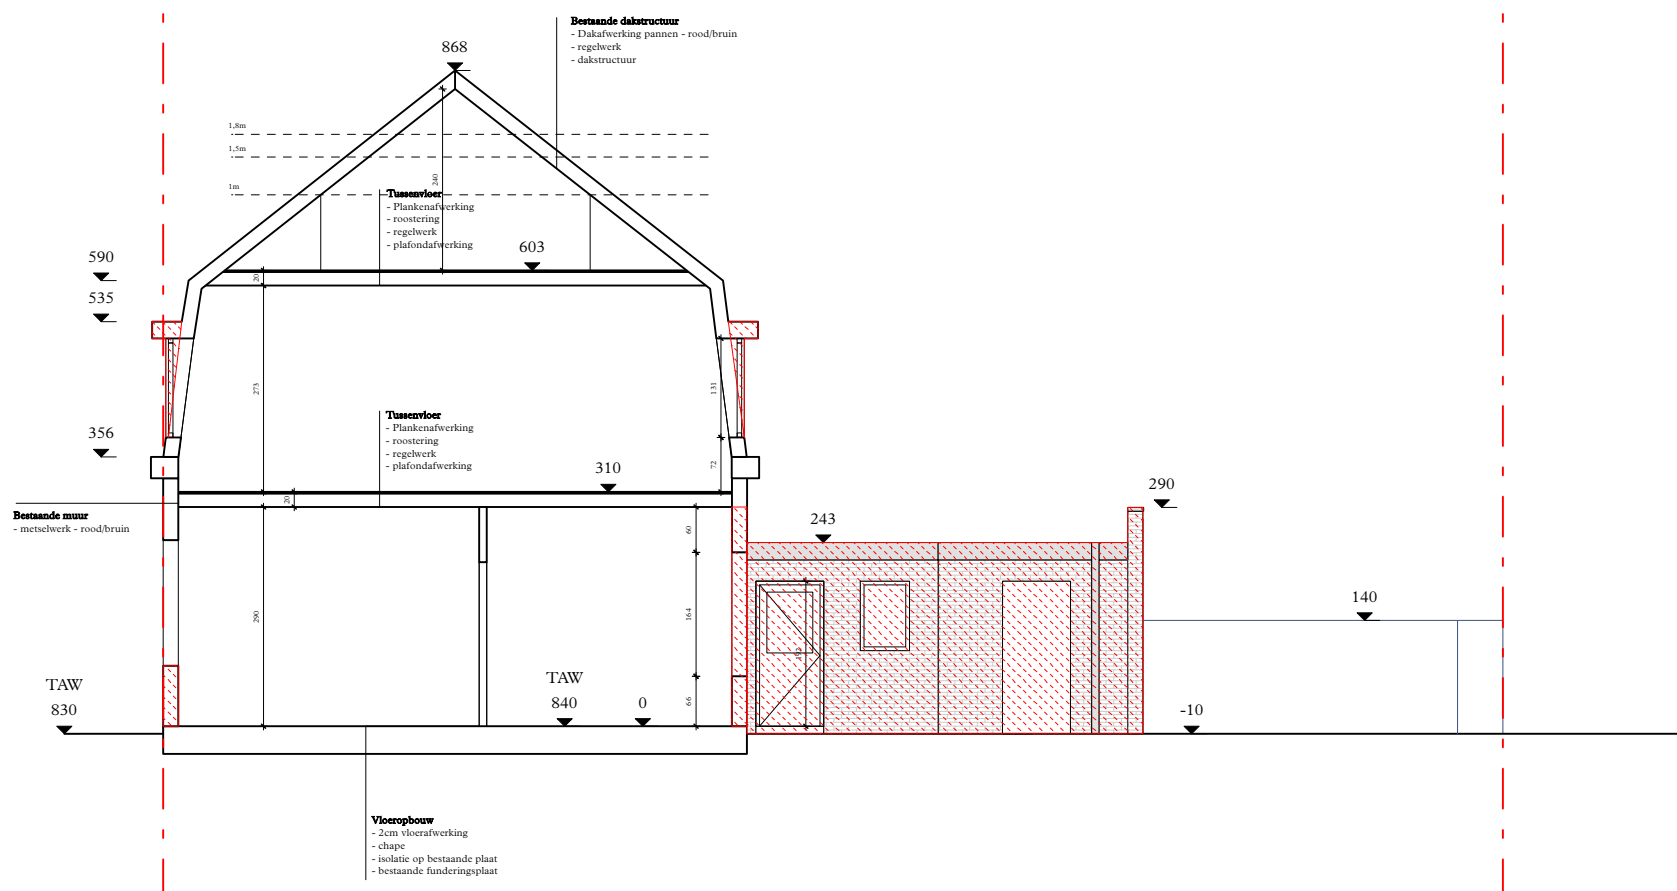 Bestaande dakstructuur
- Dakafwerking pannen - rood/bruin
- regelwerk
- dakstructuur
868
1,8m
1,5m
1m
240
Tussenvloer
- Plankenafwerking
- roostering
- regelwerk
- plafondafwerking
603
590
20
535
273
131
356
Tussenvloer
- Plankenafwerking
- roostering
- regelwerk
- plafondafwerking
72
310
20
290
Bestaande muur
- metselwerk - rood/bruin
243
60
140
290
164
192
TAW
830
TAW
840
0
66
-10
Vloeropbouw
- 2cm vloerafwerking
- chape
- isolatie op bestaande plaat
- bestaande funderingsplaat